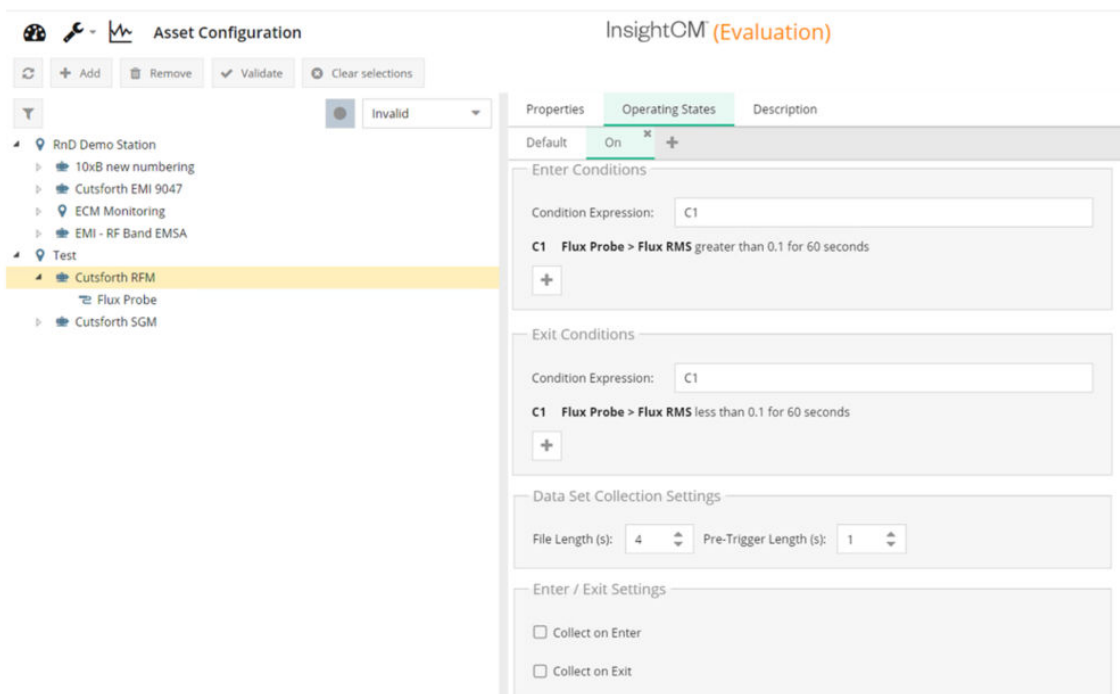 Asset Configuration
InsightCM™ (Evaluation)
Add Remove Validate Clear selections
Invalid
RnD Demo Station
10xB new numbering
Cutsforth EMI 9047
ECM Monitoring
EMI - RF Band EMSA
Test
Cutsforth RFM
Flux Probe
Cutsforth SGM
Properties Operating States Description
Default On
Enter Conditions
Condition Expression: C1
C1 Flux Probe > Flux RMS greater than 0.1 for 60 seconds
Exit Conditions
Condition Expression: C1
C1 Flux Probe > Flux RMS less than 0.1 for 60 seconds
Data Set Collection Settings
File Length (s): 4 Pre-Trigger Length (s): 1
Enter / Exit Settings
Collect on Enter
Collect on Exit